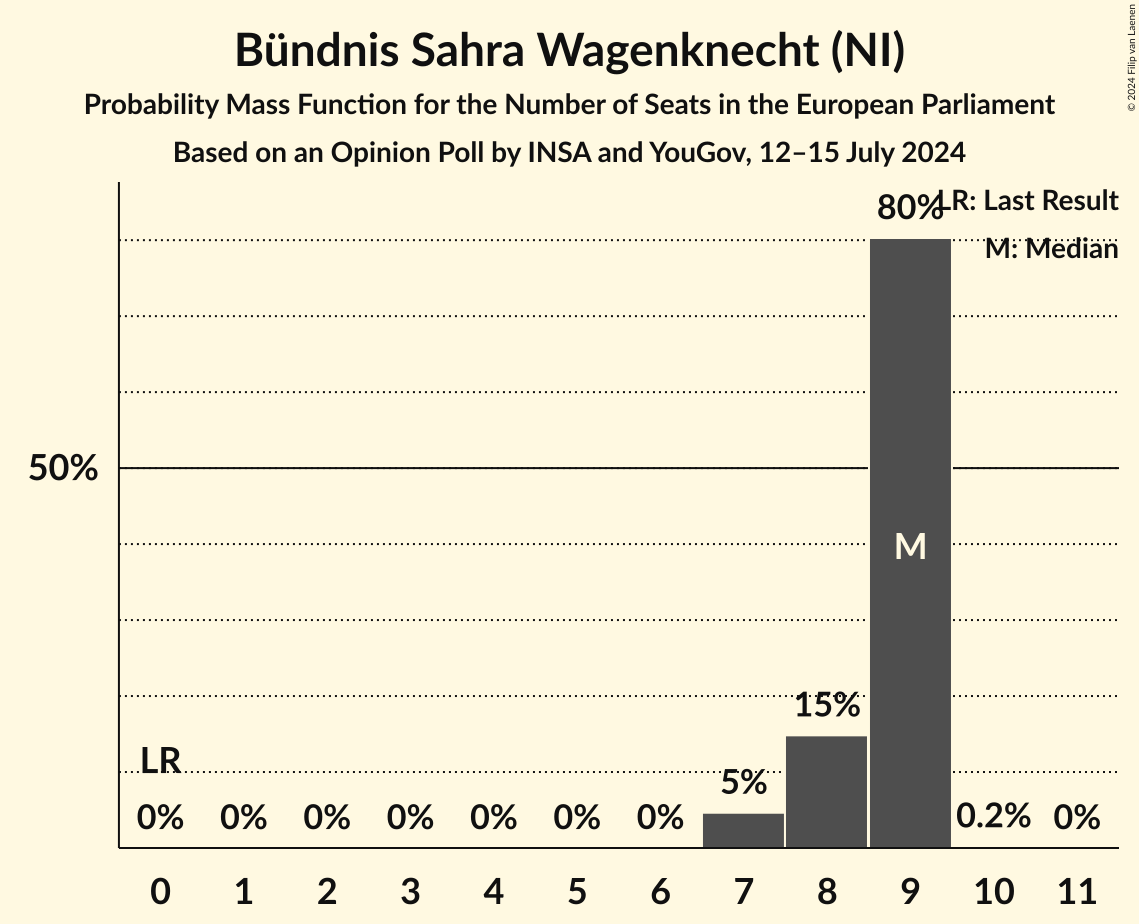 Bündnis Sahra Wagenknecht (NI)
Probability Mass Function for the Number of Seats in the European Parliament
Based on an Opinion Poll by INSA and YouGov, 12–15 July 2024
© 2024 Filip van Laenen
LR: Last Result
M: Median
80%
50%
M
15%
LR
5%
0% 0% 0% 0% 0% 0% 0% 0.2% 0%
0 1 2 3 4 5 6 7 8 9 10 11